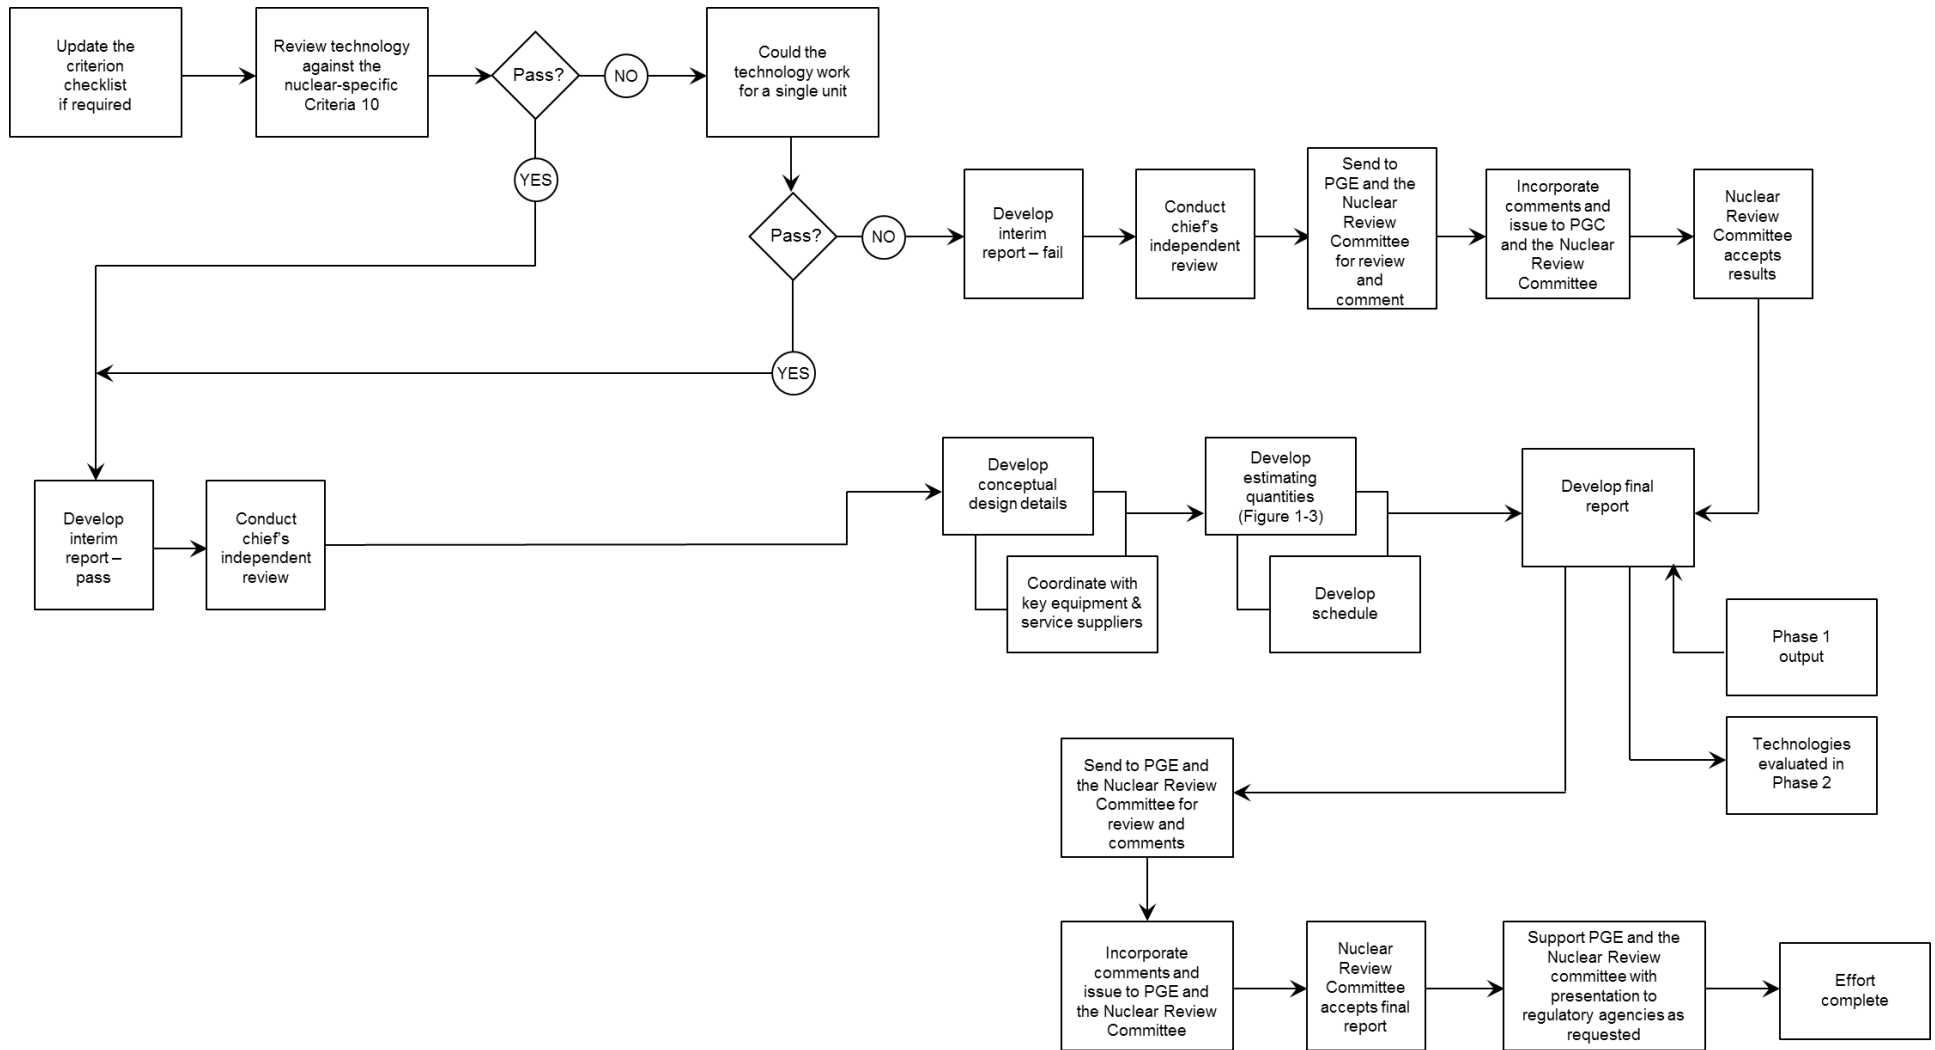 Update the
criterion
checklist
if required
Review technology
against the
nuclear-specific
Criteria 10
Pass?
NO
Could the
technology work
for a single unit
YES
Pass?
NO
Develop
interim
report – fail
Conduct
chief's
independent
review
Send to
PGE and the
Nuclear
Review
Committee
for review
and
comment
Incorporate
comments and
issue to PGC
and the Nuclear
Review
Committee
Nuclear
Review
Committee
accepts
results
YES
Develop
interim
report –
pass
Conduct
chief's
independent
review
Develop
conceptual
design details
Coordinate with
key equipment &
service suppliers
Develop
estimating
quantities
(Figure 1-3)
Develop
schedule
Develop final
report
Phase 1
output
Technologies
evaluated in
Phase 2
Send to PGE and
the Nuclear Review
Committee for
review and
comments
Incorporate
comments and
issue to PGE and
the Nuclear Review
Committee
Nuclear
Review
Committee
accepts final
report
Support PGE and the
Nuclear Review
committee with
presentation to
regulatory agencies as
requested
Effort
complete